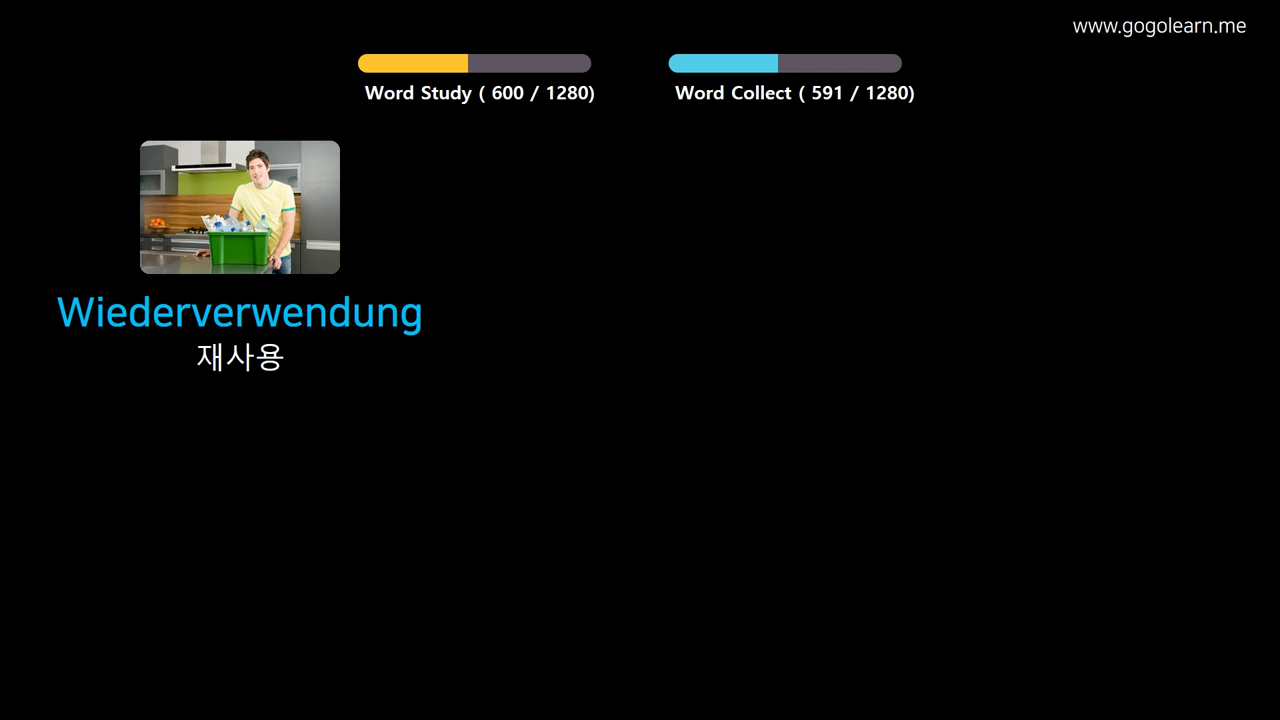 www.gogolearn.me
Word Study ( 600 / 1280)
Word Collect ( 591 / 1280)
Wiederverwendung
재사용